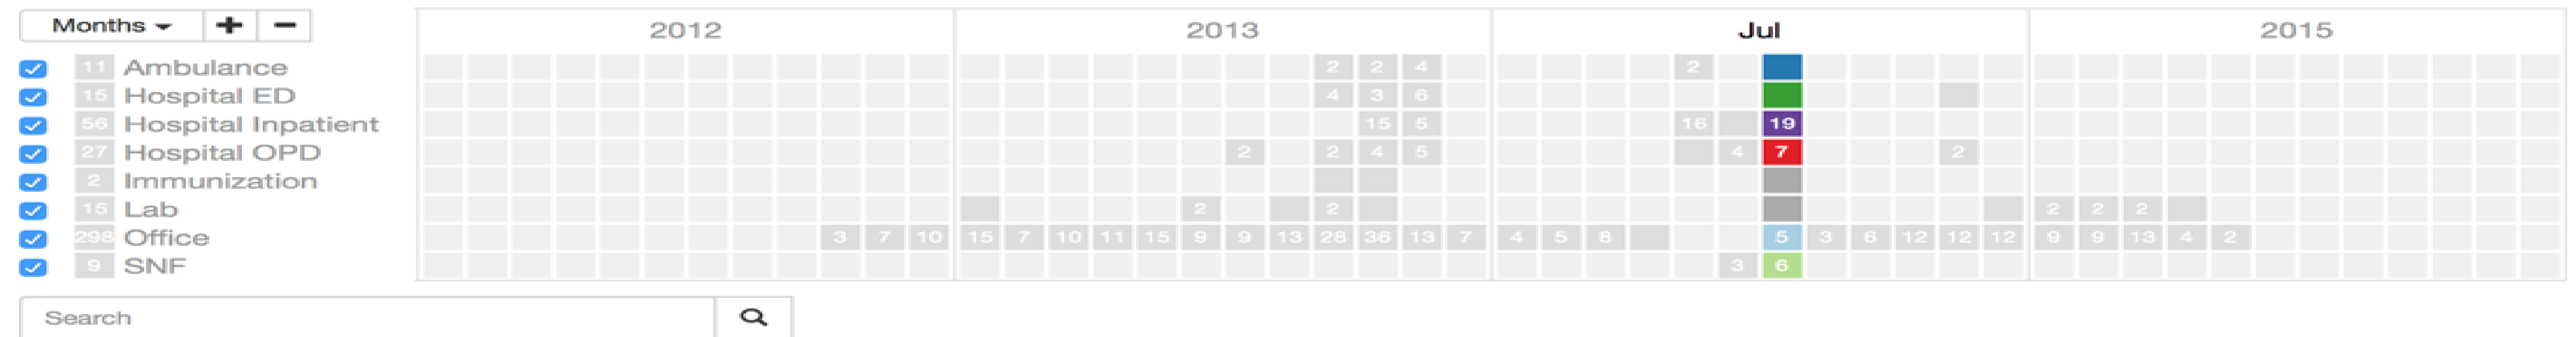 Months + −
2012 2013 Jul 2015
11 Ambulance 2 2 4 2
15 Hospital ED 4 3 6
56 Hospital Inpatient 15 5 16 19
27 Hospital OPD 2 2 4 5 4 7 2
2 Immunization
15 Lab 2 2 2 2 2
298 Office 3 7 10 15 7 10 11 15 9 9 13 28 36 13 7 4 5 8 5 3 6 12 12 12 9 9 13 4 2
9 SNF 3 6
Search